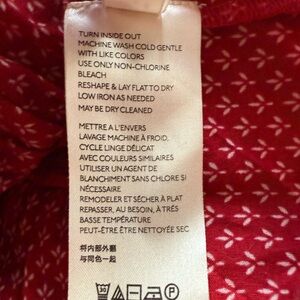 TURN INSIDE OUT
MACHINE WASH COLD GENTLE
WITH LIKE COLORS
USE ONLY NON-CHLORINE
BLEACH
RESHAPE & LAY FLAT TO DRY
LOW IRON AS NEEDED
MAY BE DRY CLEANED
METTRE A L'ENVERS
LAVAGE MACHINE À FROID,
CYCLE LINGE DÉLICAT
AVEC COULEURS SIMILAIRES
UTILISER UN AGENT DE
BLANCHIMENT SANS CHLORE SI
NÉCESSAIRE
REMODELER ET SÉCHER À PLAT
REPASSER, AU BESOIN, À TRÈS
BASSE TEMPÉRATURE
PEUT-ÊTRE ÊTRE NETTOYÉE SEC
将内部外翻
与同色一起
30
P